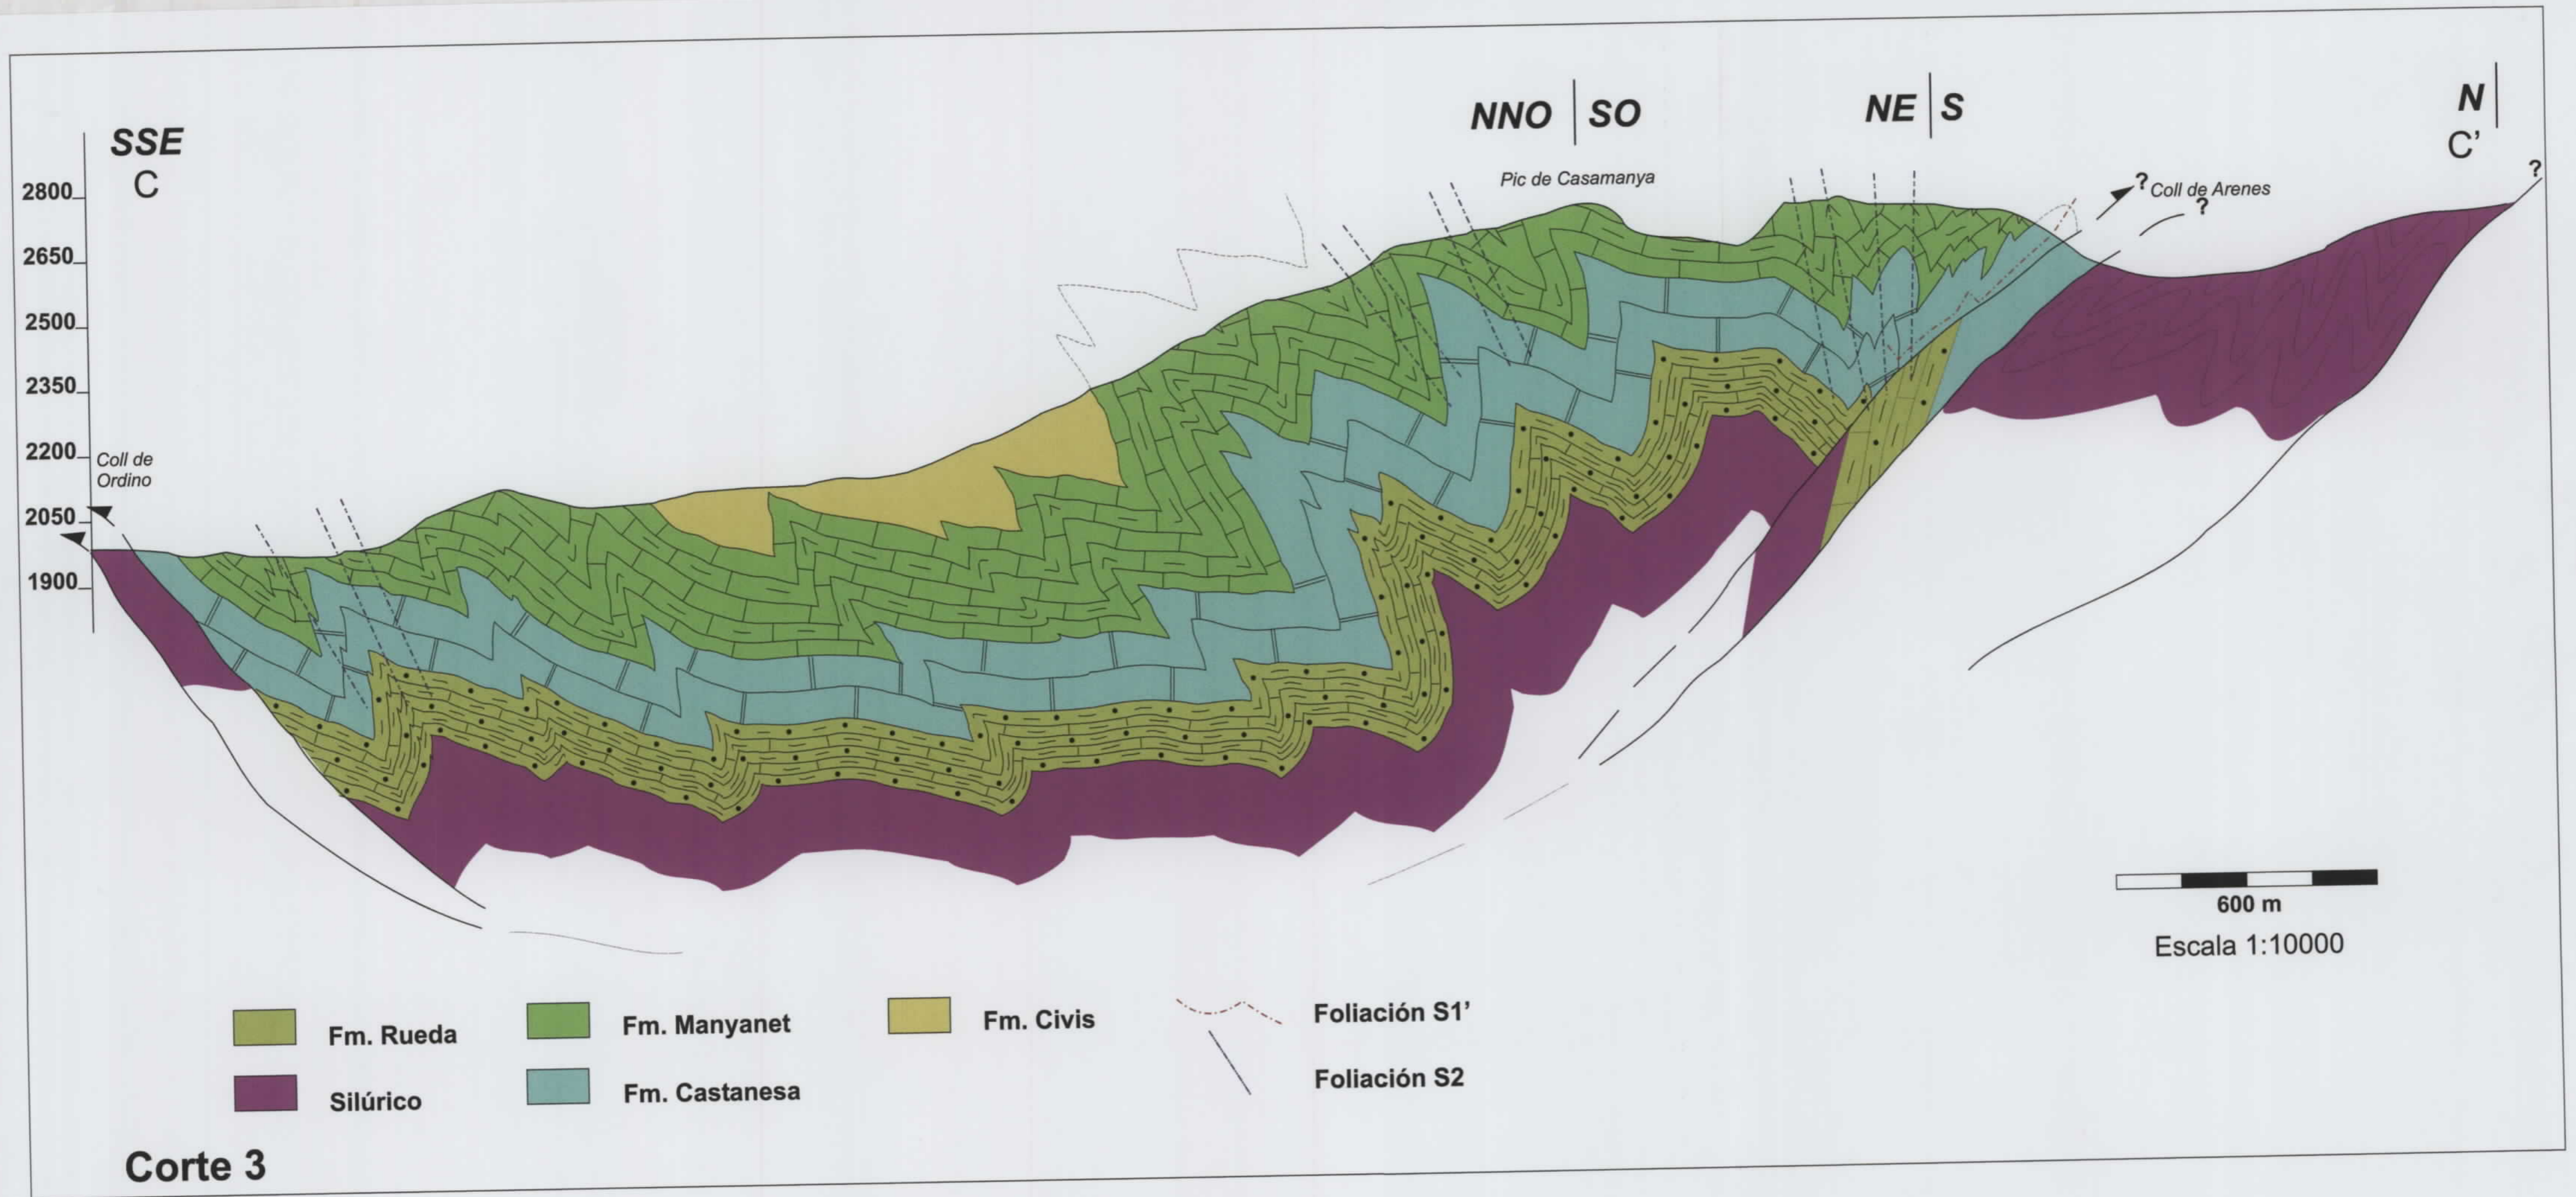 SSE
C
NNO
SO
NE
S
N
C'
Pic de Casamanya
?
Coll de Arenes
?
?
2800
2650
2500
2350
2200
2050
1900
Coll de
Ordino
600 m
Escala 1:10000
Fm. Rueda
Fm. Manyanet
Fm. Civis
Foliación S1'
Silúrico
Fm. Castanesa
Foliación S2
Corte 3